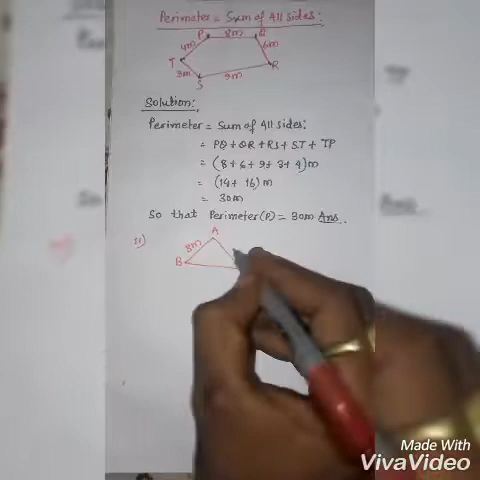 Perimeter = Sum of All sides:
P 8m Q
4m 6m
T R
3m 9m
S
Solution:
Perimeter = Sum of All sides:
= PQ + QR + RS + ST + TP
= (8 + 6 + 9 + 3 + 4) m
= (14 + 16) m
= 30m
So that Perimeter (P) = 30m Ans.
ii)
A
8m
B
Made With
VivaVideo